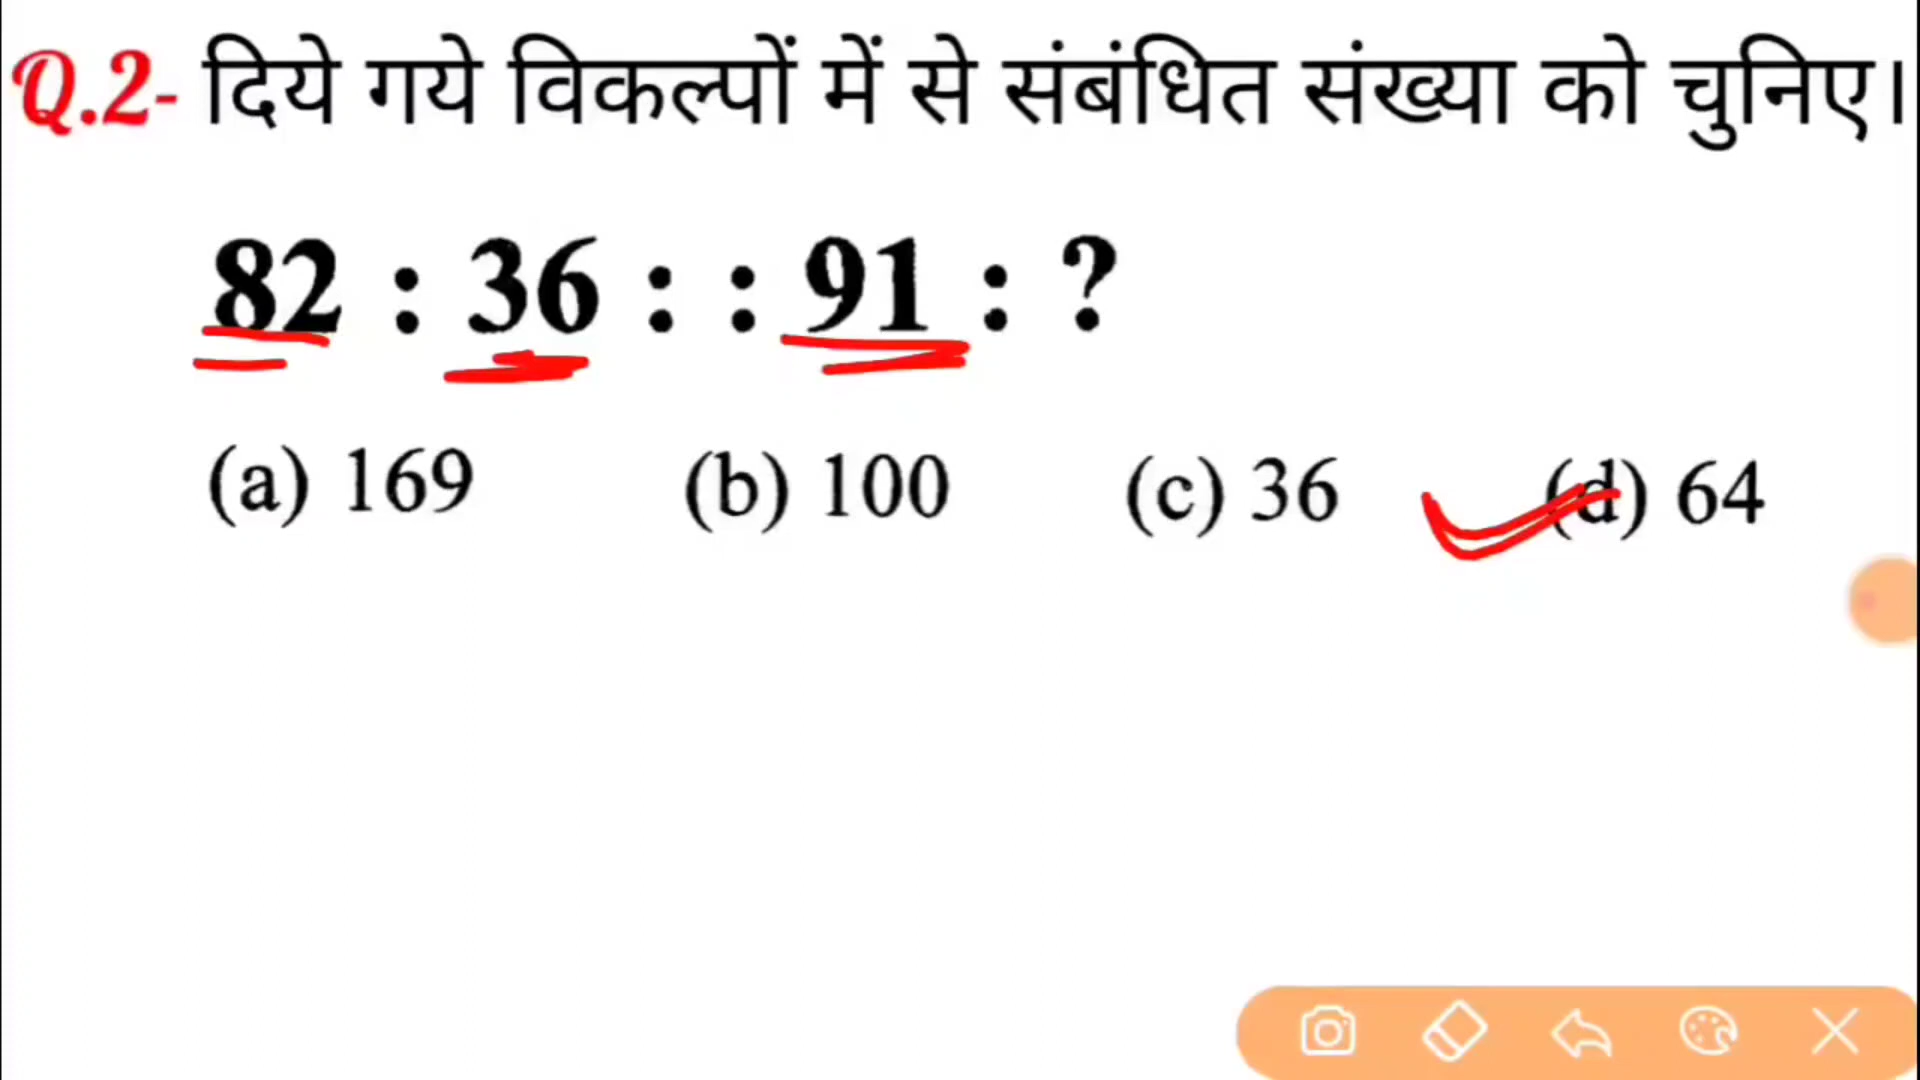 Q.2- दिये गये विकल्पों में से संबंधित संख्या को चुनिए।
82 : 36 : : 91 : ?
(a) 169 (b) 100 (c) 36 (d) 64